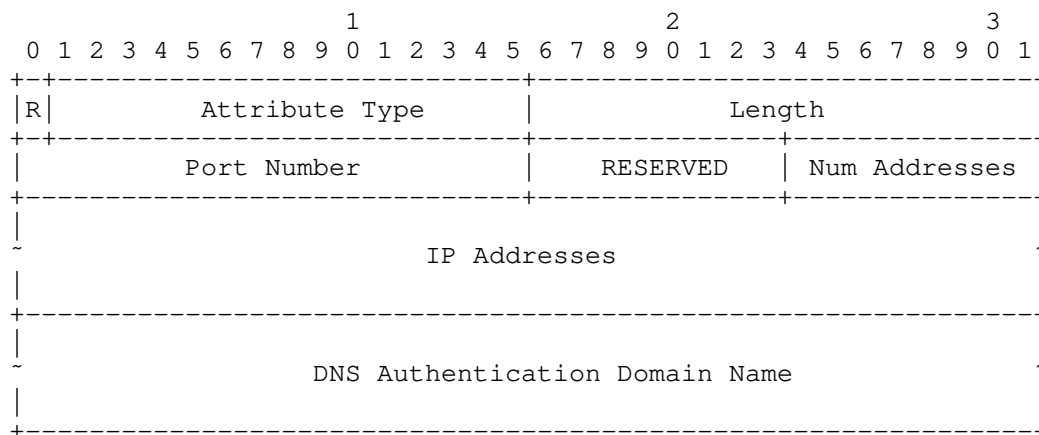 1 2 3
0 1 2 3 4 5 6 7 8 9 0 1 2 3 4 5 6 7 8 9 0 1 2 3 4 5 6 7 8 9 0 1
+-+-----------------------------+-------------------------------
|R| Attribute Type | Length
+-+-----------------------------+---------------+---------------
| Port Number | RESERVED | Num Addresses
+-------------------------------+---------------+---------------
|
~ IP Addresses ~
|
+---------------------------------------------------------------
|
~ DNS Authentication Domain Name ~
|
+---------------------------------------------------------------